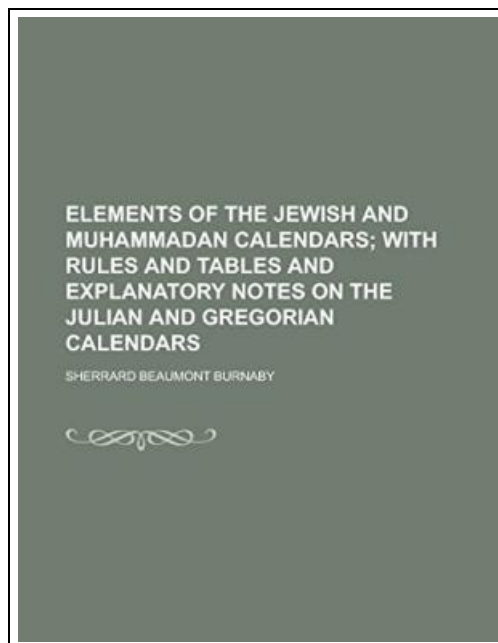 ELEMENTS OF THE JEWISH AND
MUHAMMADAN CALENDARS; WITH
RULES AND TABLES AND
EXPLANATORY NOTES ON THE
JULIAN AND GREGORIAN
CALENDARS
SHERRARD BEAUMONT BURNABY